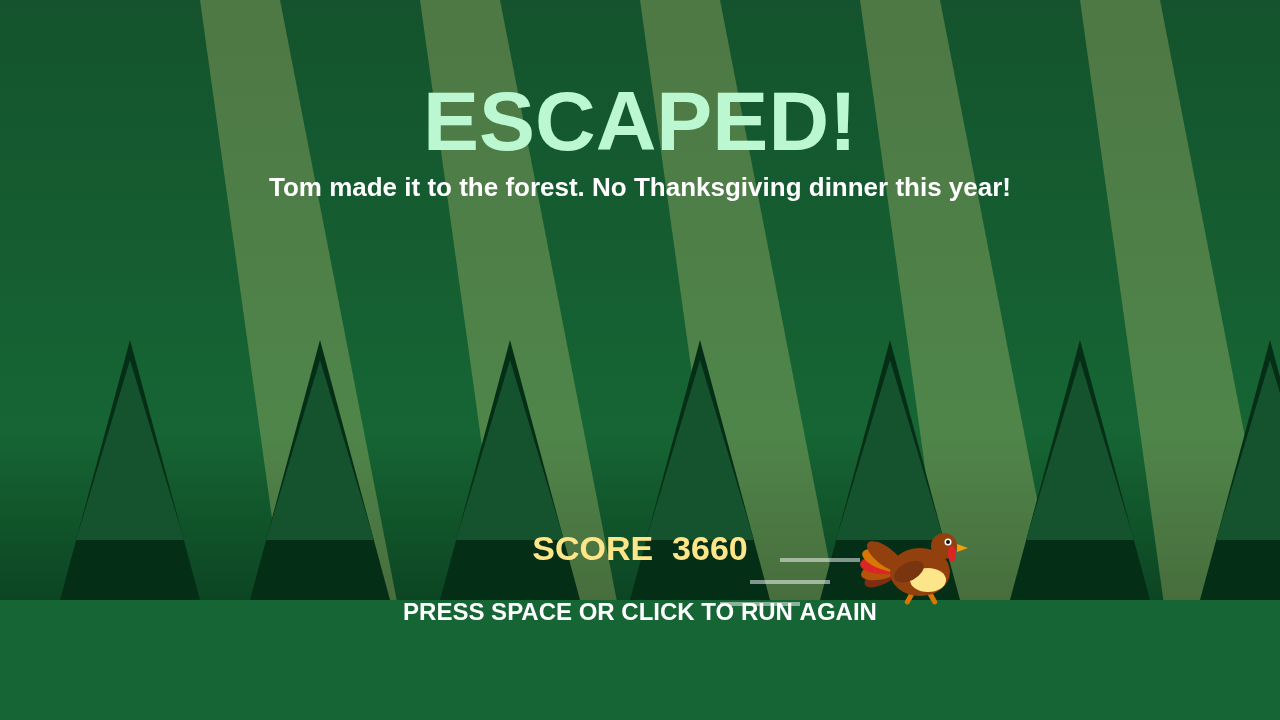 ESCAPED!
Tom made it to the forest. No Thanksgiving dinner this year!
SCORE 3660
PRESS SPACE OR CLICK TO RUN AGAIN